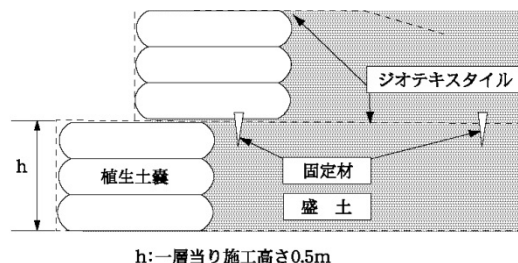 ジオテキスタイル
h
植生土嚢
固定材
盛 土
h:一層当り施工高さ0.5m